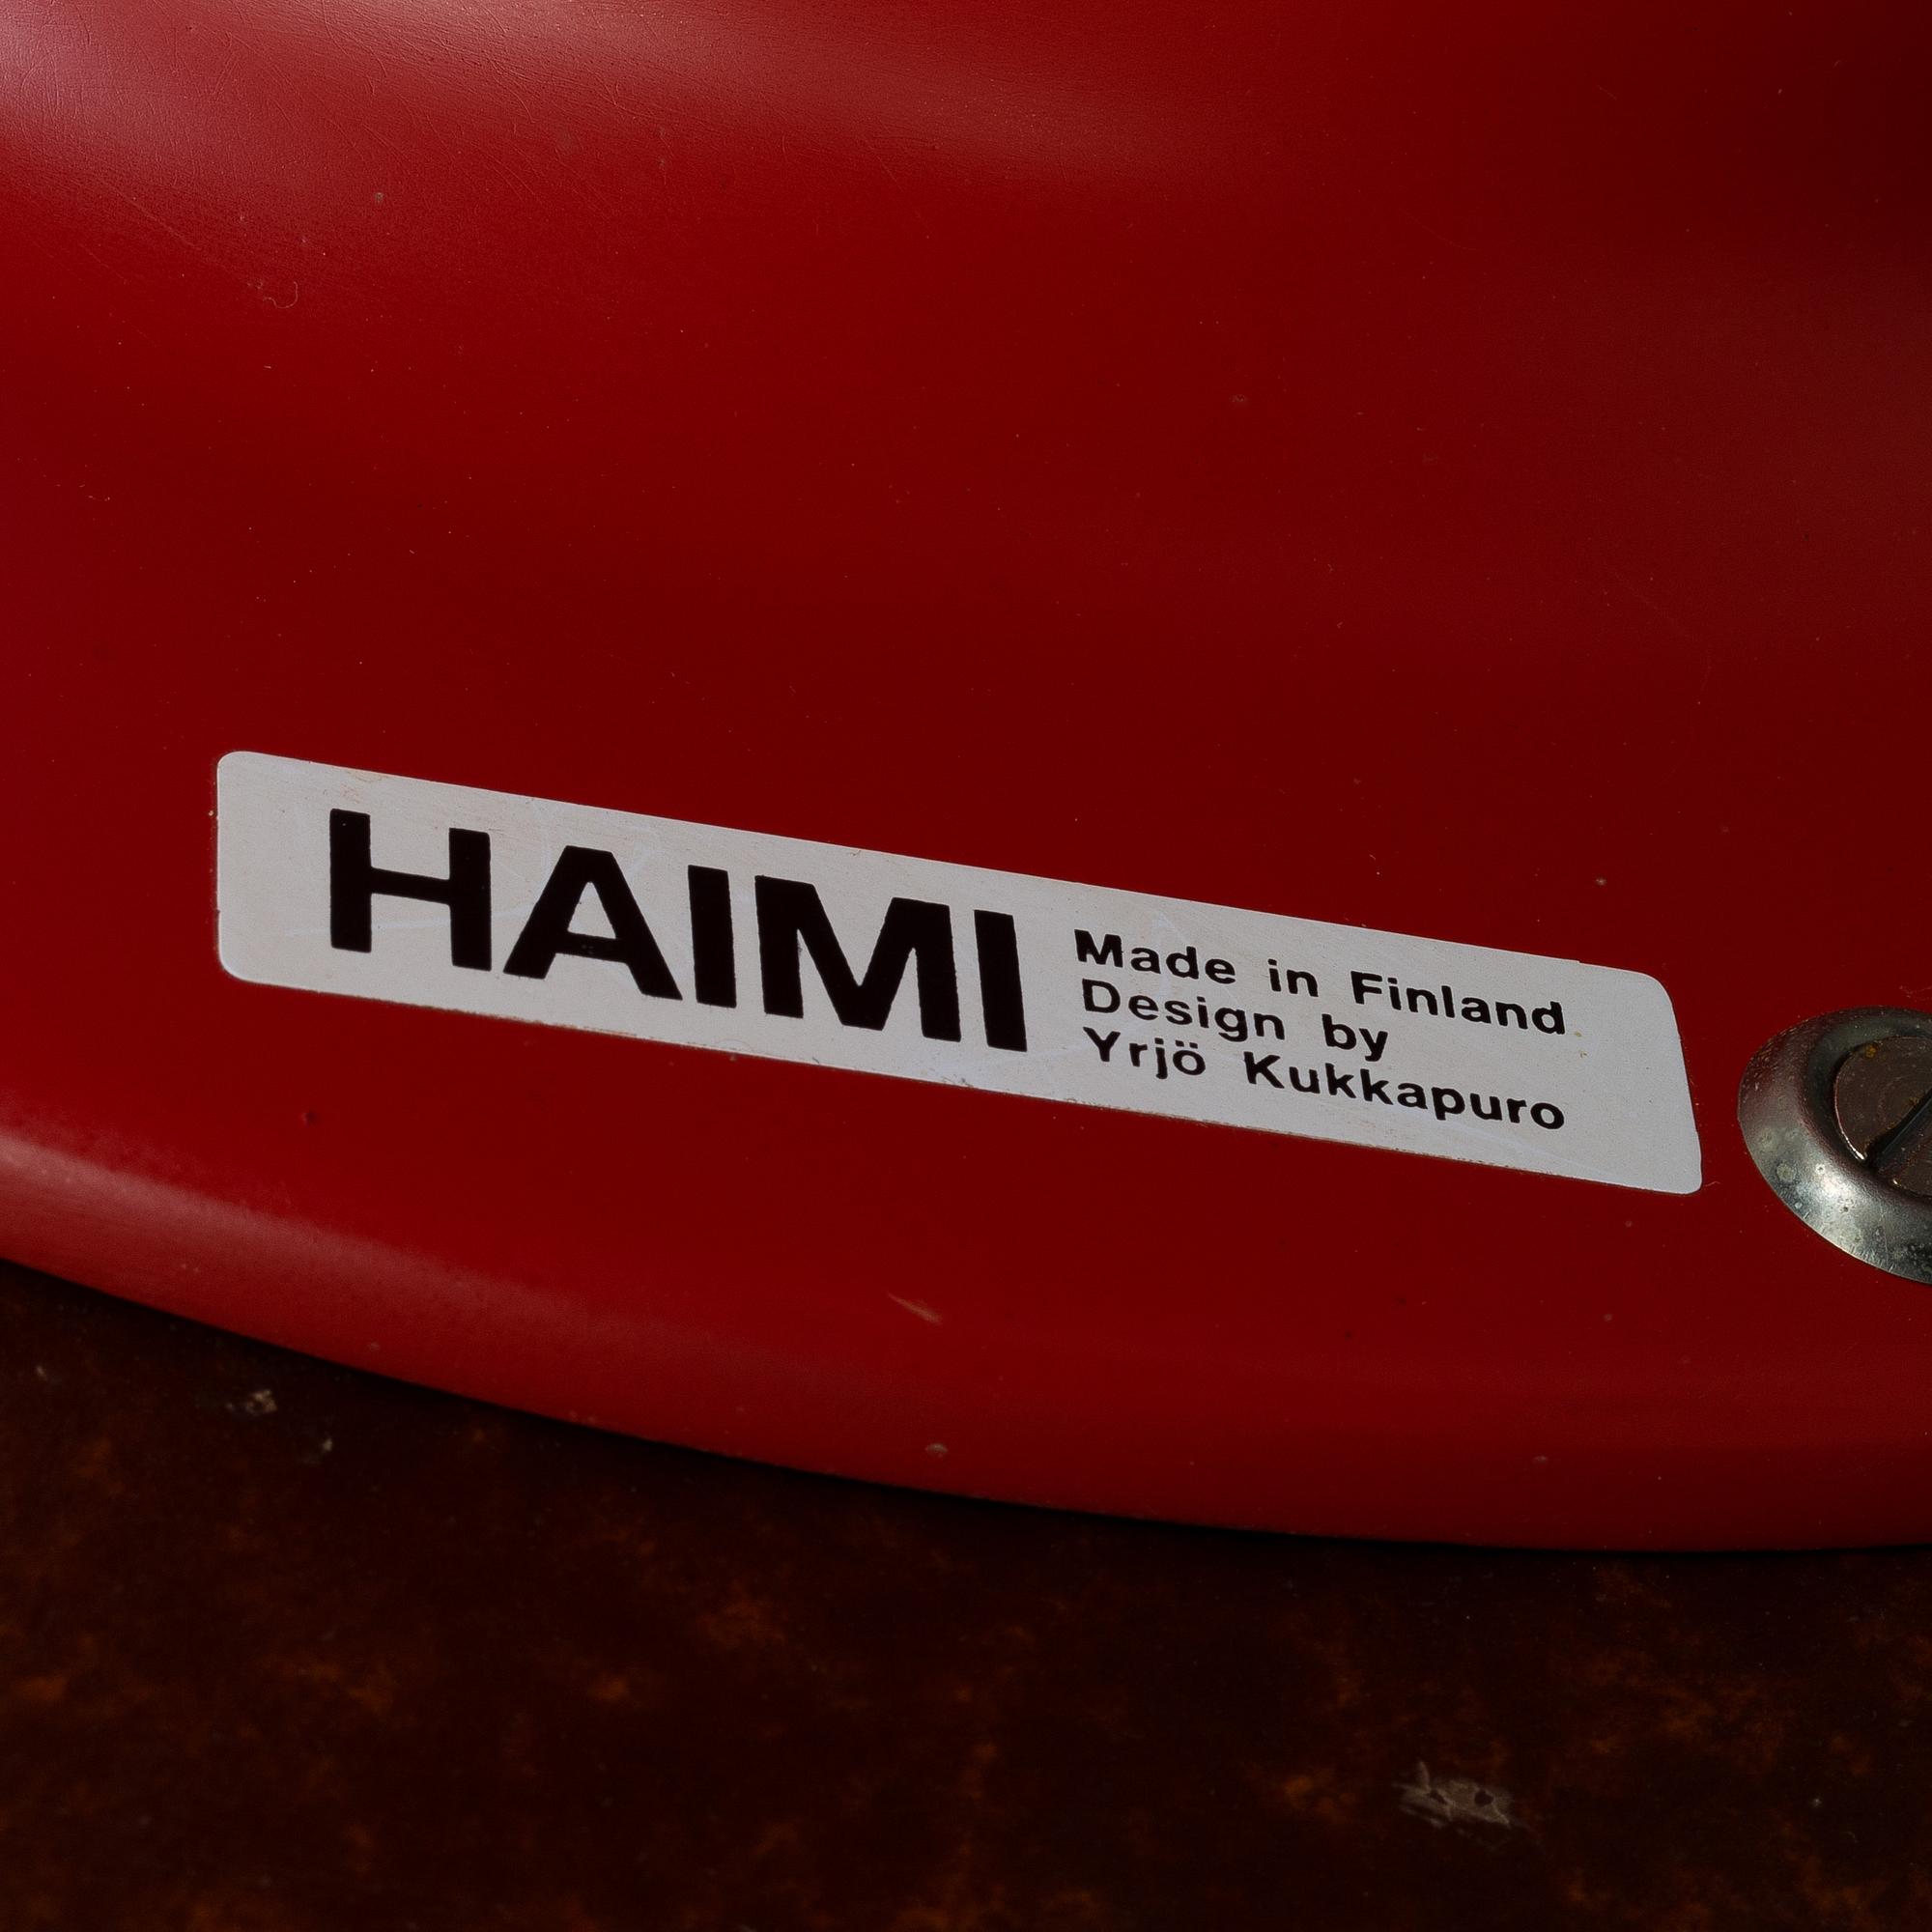 HAIMI
Made in Finland
Design by
Yrjö Kukkapuro